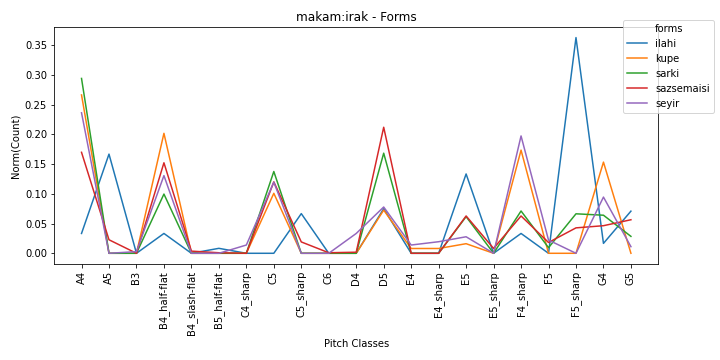 makam:irak - Forms
forms
ilahi
kupe
sarki
sazsemaisi
seyir
Norm(Count)
0.35
0.30
0.25
0.20
0.15
0.10
0.05
0.00
A4
A5
B3
B4_half-flat
B4_slash-flat
B5_half-flat
C4_sharp
C5
C5_sharp
C6
D4
D5
E4
E4_sharp
E5
E5_sharp
F4_sharp
F5
F5_sharp
G4
G5
Pitch Classes